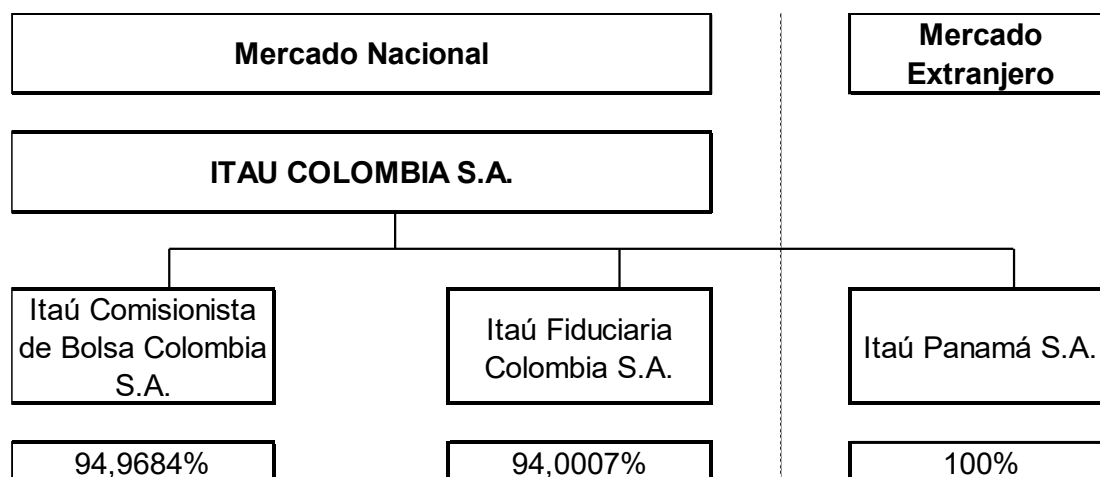 Mercado Nacional
Mercado
Extranjero
ITAU COLOMBIA S.A.
Itaú Comisionista
de Bolsa Colombia
S.A.
Itaú Fiduciaria
Colombia S.A.
Itaú Panamá S.A.
94,9684%
94,0007%
100%